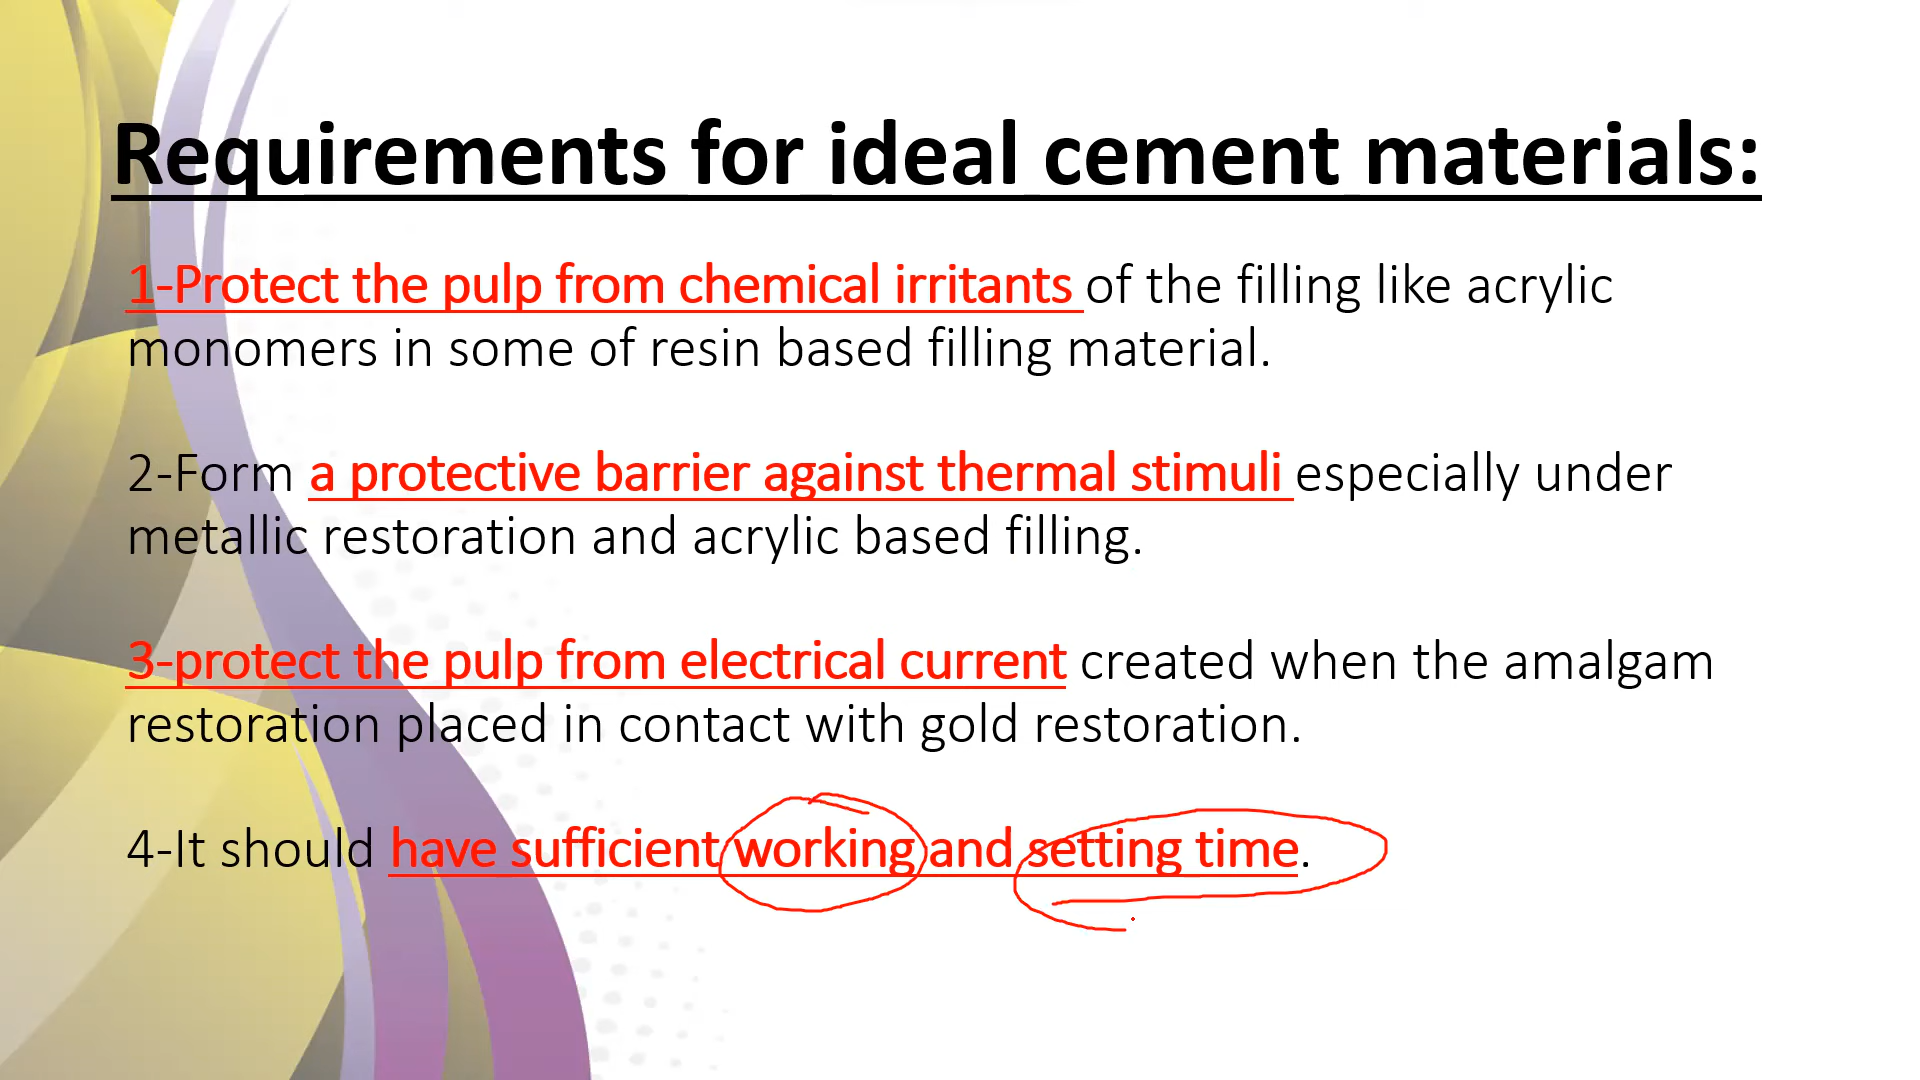 Requirements for ideal cement materials:
1-Protect the pulp from chemical irritants of the filling like acrylic
monomers in some of resin based filling material.
2-Form a protective barrier against thermal stimuli especially under
metallic restoration and acrylic based filling.
3-protect the pulp from electrical current created when the amalgam
restoration placed in contact with gold restoration.
4-It should have sufficient working and setting time.